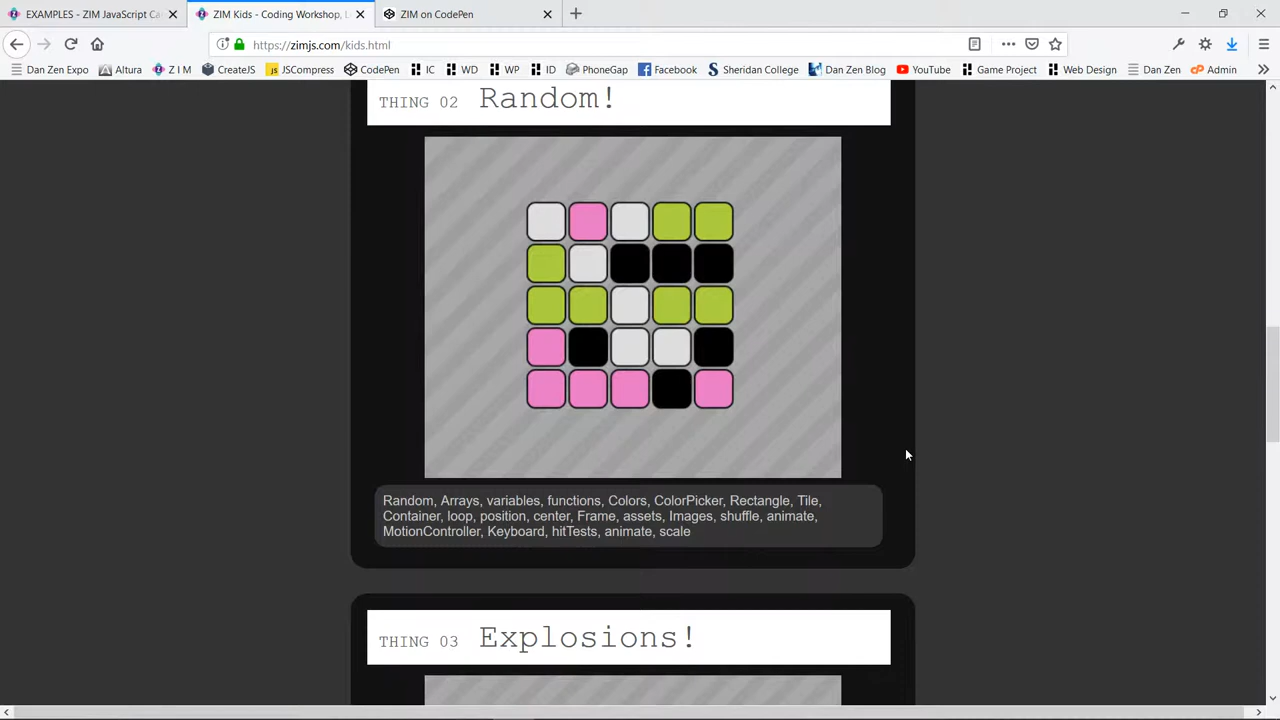 EXAMPLES - ZIM JavaScript Ca
ZIM Kids - Coding Workshop, L
ZIM on CodePen
https://zimjs.com/kids.html
Dan Zen Expo
Altura
Z I M
CreateJS
JSCompress
CodePen
IC
WD
WP
ID
PhoneGap
Facebook
Sheridan College
Dan Zen Blog
YouTube
Game Project
Web Design
Dan Zen
Admin
THING 02 Random!
Random, Arrays, variables, functions, Colors, ColorPicker, Rectangle, Tile,
Container, loop, position, center, Frame, assets, Images, shuffle, animate,
MotionController, Keyboard, hitTests, animate, scale
THING 03 Explosions!